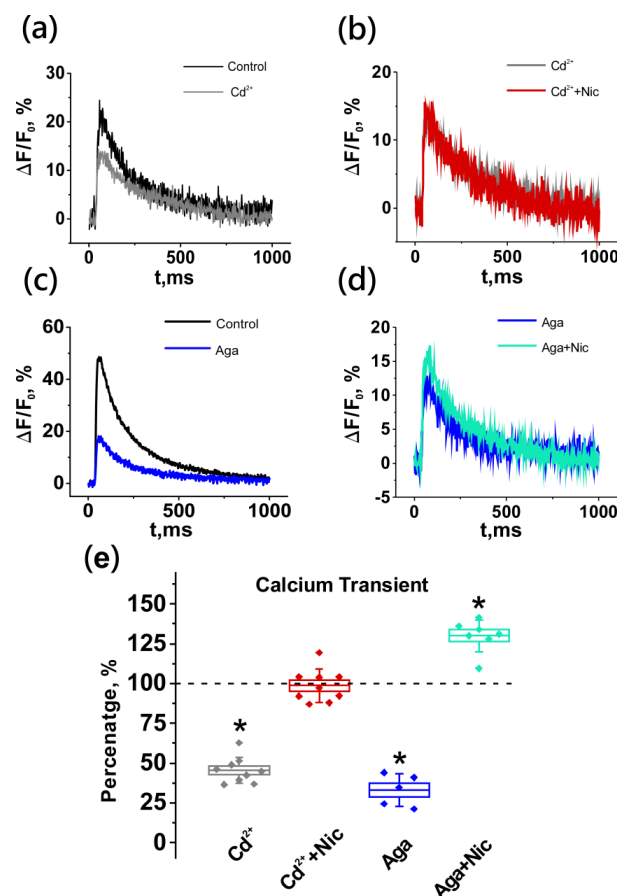 (a)
Control
Cd²⁺
30
20
10
0
ΔF/F₀, %
0 500 1000
t,ms
(b)
Cd²⁺
Cd²⁺+Nic
20
10
0
ΔF/F₀, %
0 500 1000
t,ms
(c)
Control
Aga
60
40
20
0
ΔF/F₀, %
0 500 1000
t,ms
(d)
Aga
Aga+Nic
20
15
10
5
0
-5
ΔF/F₀, %
0 500 1000
t,ms
(e)
Calcium Transient
150
125
100
75
50
25
0
Percenatge, %
* * *
Cd²⁺ Cd²⁺+Nic Aga Aga+Nic